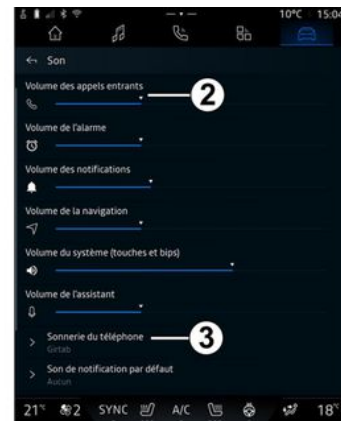 10°C 15:04
Son
Volume des appels entrants
2
Volume de l'alarme
Volume des notifications
Volume de la navigation
Volume du système (touches et bips)
Volume de l'assistant
Sonnerie du téléphone
3
Girtab
Son de notification par défaut
Aucun
21° 2 SYNC A/C 18°